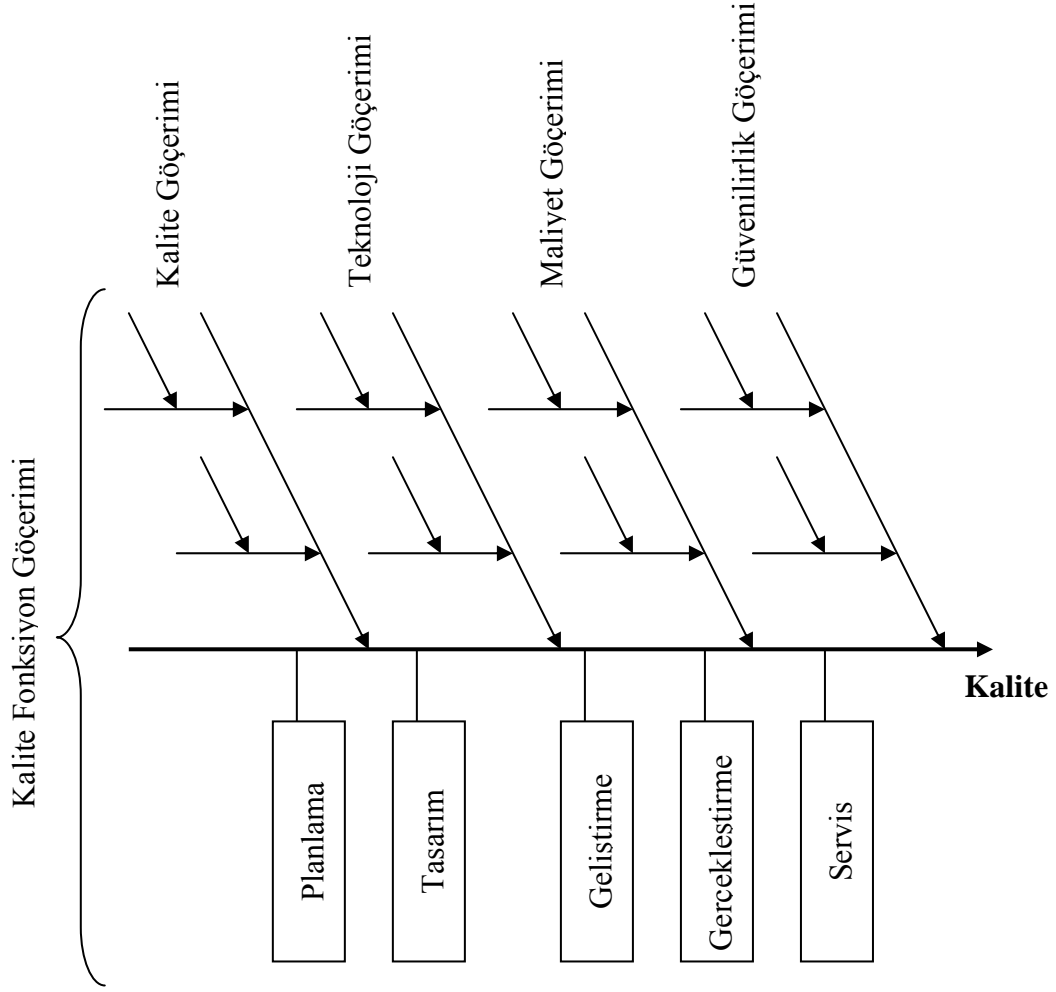 Kalite Fonksiyon Göçerimi
Kalite Göçerimi
Teknoloji Göçerimi
Maliyet Göçerimi
Güvenilirlik Göçerimi
Kalite
Planlama
Tasarım
Gelistirme
Gerceklestirme
Servis